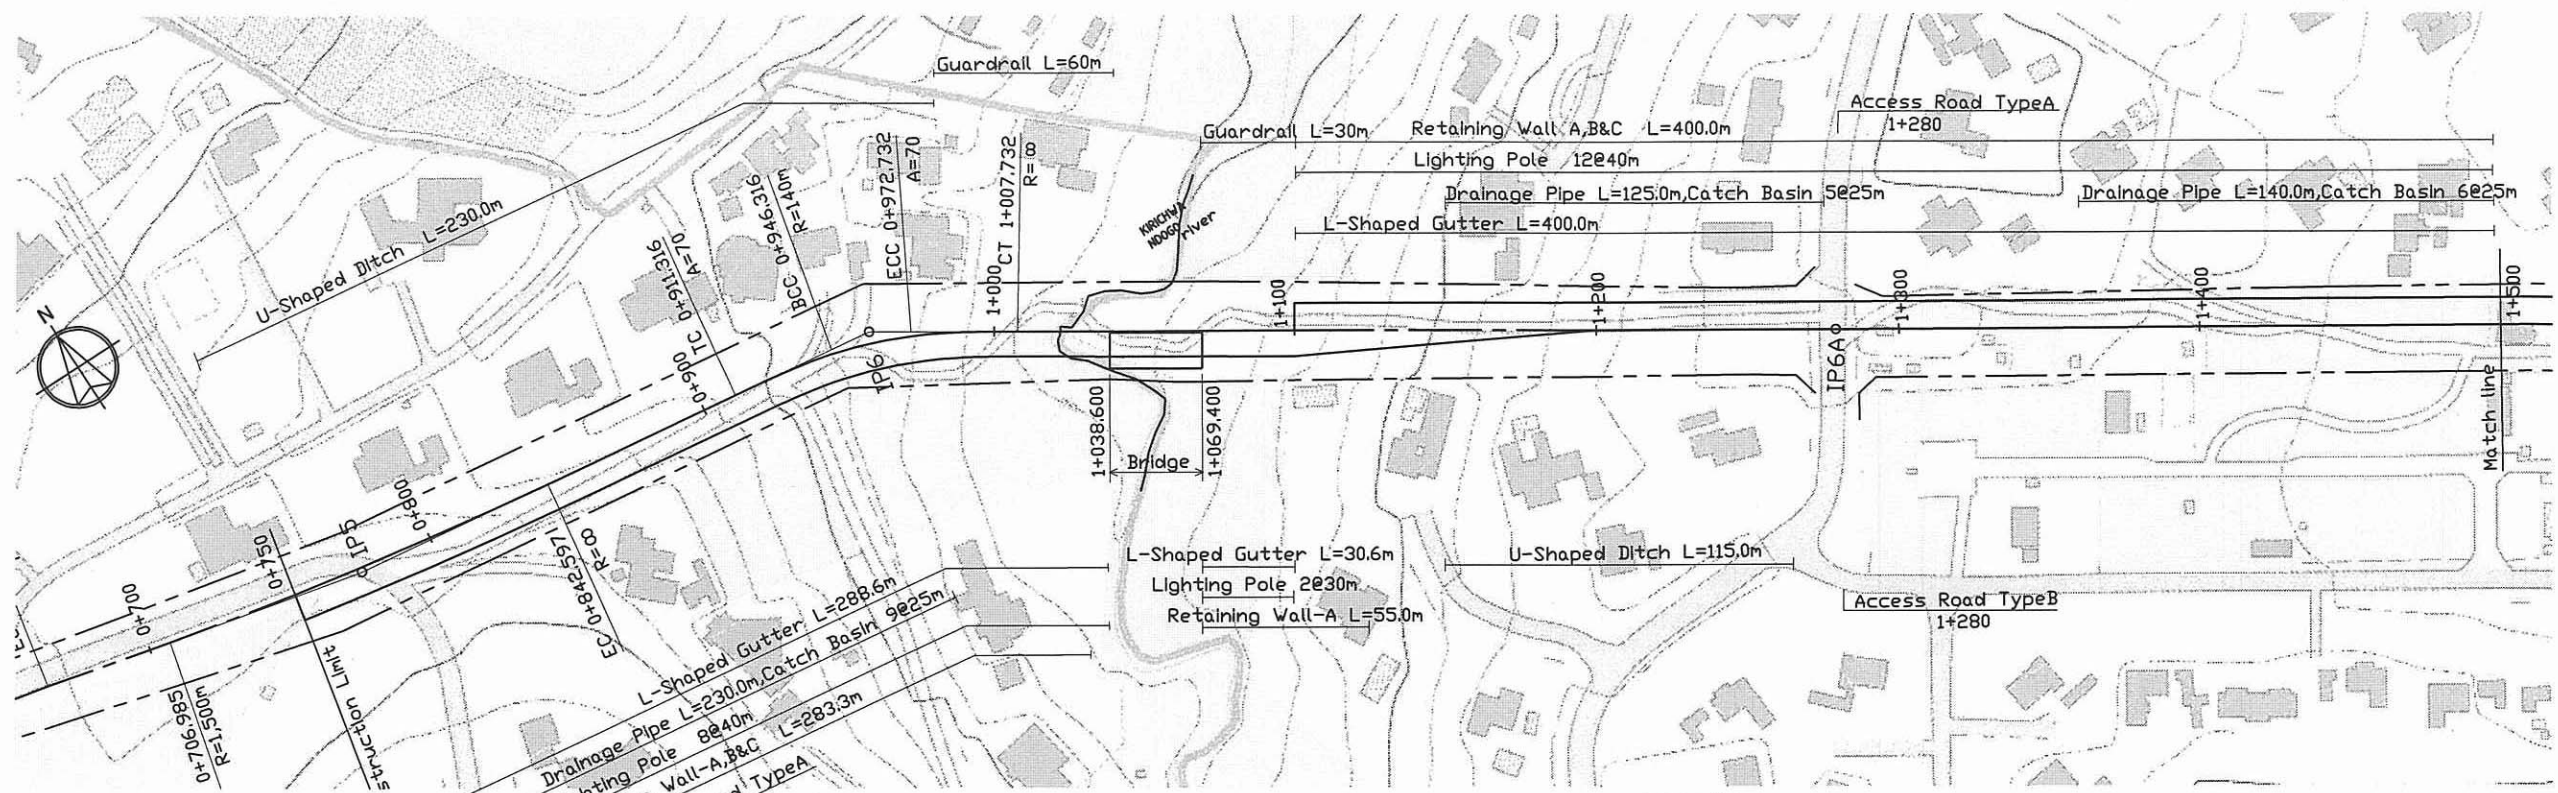 Guardrail L=60m
Access Road TypeA
1+280
Guardrail L=30m
Retaining Wall A,B&C L=400.0m
Lighting Pole 12@40m
Drainage Pipe L=125.0m,Catch Basin 5@25m
Drainage Pipe L=140.0m,Catch Basin 6@25m
L-Shaped Gutter L=400.0m
U-Shaped Ditch L=230.0m
N
TC 0+911.316
A=70
BCC 0+946.316
R=140m
ECC 0+972.732
A=70
CT 1+007.732
R=∞
KIRICHWA
NDOGO
river
0+700
0+750
0+800
0+900
1+000
1+100
1+200
1+300
1+400
1+500
IP5
IP6
IP6A
Match line
1+038.600
Bridge
1+069.400
EC 0+842.597
R=∞
0+706.985
R=1,500m
struction Limit
L-Shaped Gutter L=288.6m
Drainage Pipe L=230.0m,Catch Basin 9@25m
hting Pole 8@40m
Wall-A,B&C L=283.3m
TypeA
L-Shaped Gutter L=30.6m
Lighting Pole 2@30m
Retaining Wall-A L=55.0m
U-Shaped Ditch L=115.0m
Access Road TypeB
1+280